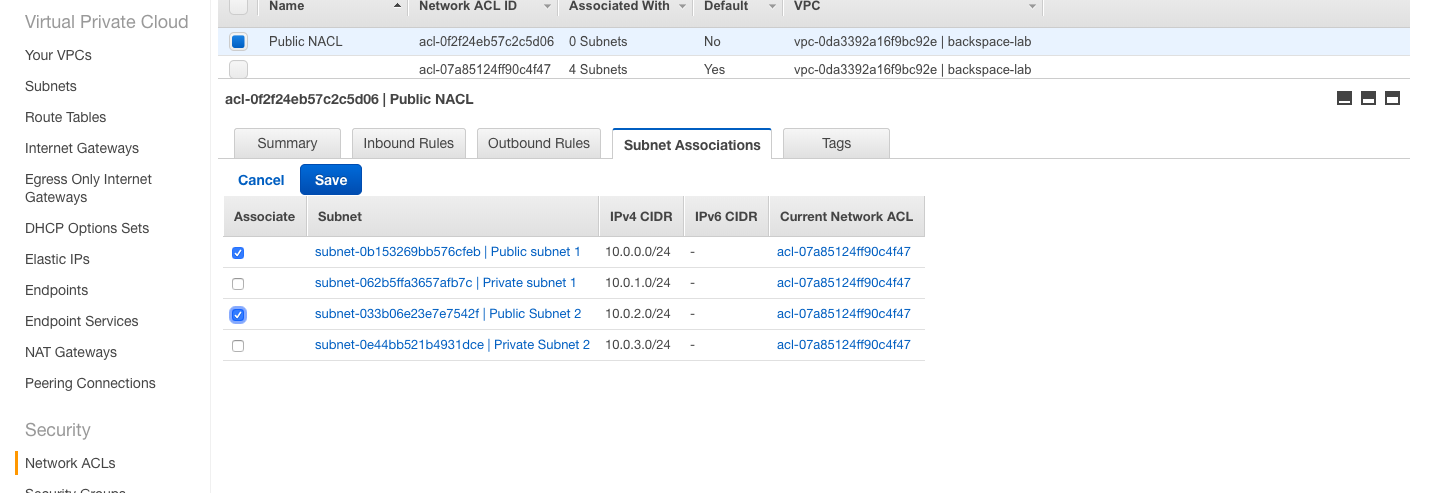 Virtual Private Cloud
Your VPCs
Subnets
Route Tables
Internet Gateways
Egress Only Internet
Gateways
DHCP Options Sets
Elastic IPs
Endpoints
Endpoint Services
NAT Gateways
Peering Connections
Security
Network ACLs
Security Groups
Name Network ACL ID Associated With Default VPC
Public NACL acl-0f2f24eb57c2c5d06 0 Subnets No vpc-0da3392a16f9bc92e | backspace-lab
acl-07a85124ff90c4f47 4 Subnets Yes vpc-0da3392a16f9bc92e | backspace-lab
acl-0f2f24eb57c2c5d06 | Public NACL
Summary Inbound Rules Outbound Rules Subnet Associations Tags
Cancel Save
Associate Subnet IPv4 CIDR IPv6 CIDR Current Network ACL
subnet-0b153269bb576cfeb | Public subnet 1 10.0.0.0/24 - acl-07a85124ff90c4f47
subnet-062b5ffa3657afb7c | Private subnet 1 10.0.1.0/24 - acl-07a85124ff90c4f47
subnet-033b06e23e7e7542f | Public Subnet 2 10.0.2.0/24 - acl-07a85124ff90c4f47
subnet-0e44bb521b4931dce | Private Subnet 2 10.0.3.0/24 - acl-07a85124ff90c4f47